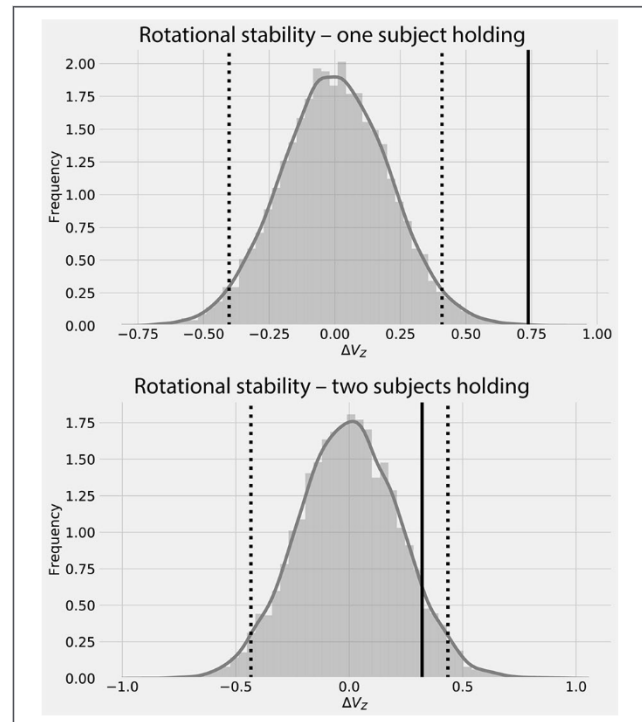 Rotational stability – one subject holding
2.00
1.75
1.50
1.25
1.00
0.75
0.50
0.25
0.00
Frequency
−0.75 −0.50 −0.25 0.00 0.25 0.50 0.75 1.00
ΔVZ
Rotational stability – two subjects holding
1.75
1.50
1.25
1.00
0.75
0.50
0.25
0.00
Frequency
−1.0 −0.5 0.0 0.5 1.0
ΔVZ